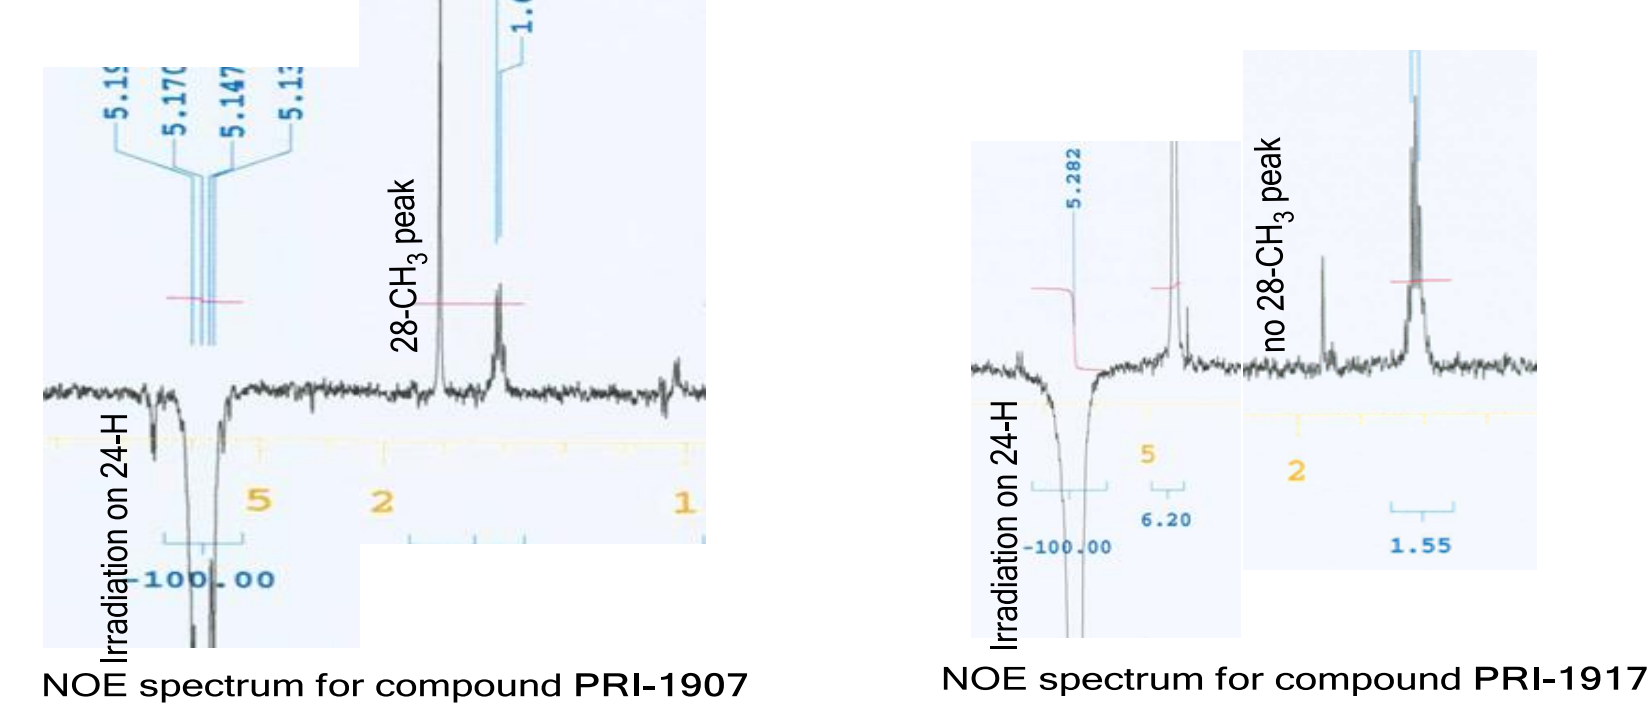 5.170
5.147
28-CH3 peak
Irradiation on 24-H
5
2
1
-100.00
NOE spectrum for compound PRI-1907
5.282
no 28-CH3 peak
Irradiation on 24-H
5
2
6.20
-100.00
1.55
NOE spectrum for compound PRI-1917